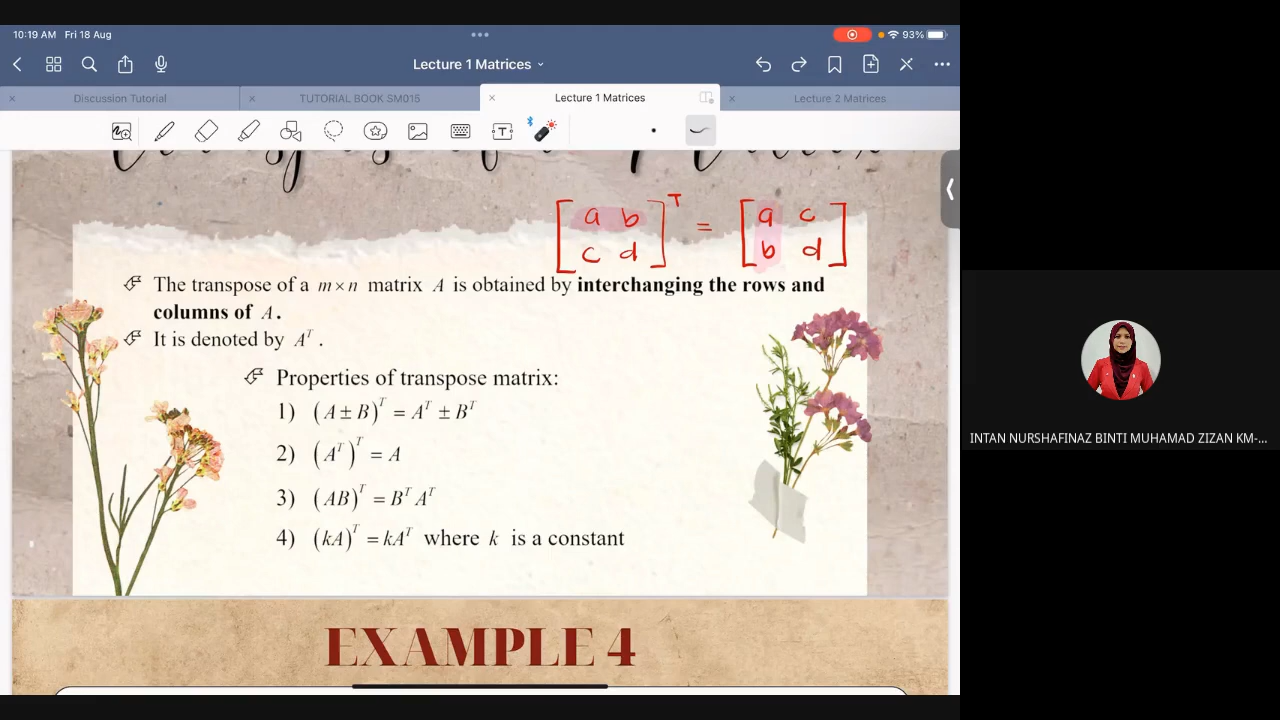 10:19 AM Fri 18 Aug
93%
Lecture 1 Matrices
Discussion Tutorial
TUTORIAL BOOK SM015
Lecture 1 Matrices
Lecture 2 Matrices
[a b; c d]^T = [a c; b d]
The transpose of a m × n matrix A is obtained by interchanging the rows and
columns of A.
It is denoted by A^T .
Properties of transpose matrix:
1) (A ± B)^T = A^T ± B^T
2) (A^T)^T = A
3) (AB)^T = B^T A^T
4) (kA)^T = kA^T where k is a constant
EXAMPLE 4
INTAN NURSHAFINAZ BINTI MUHAMAD ZIZAN KM-...